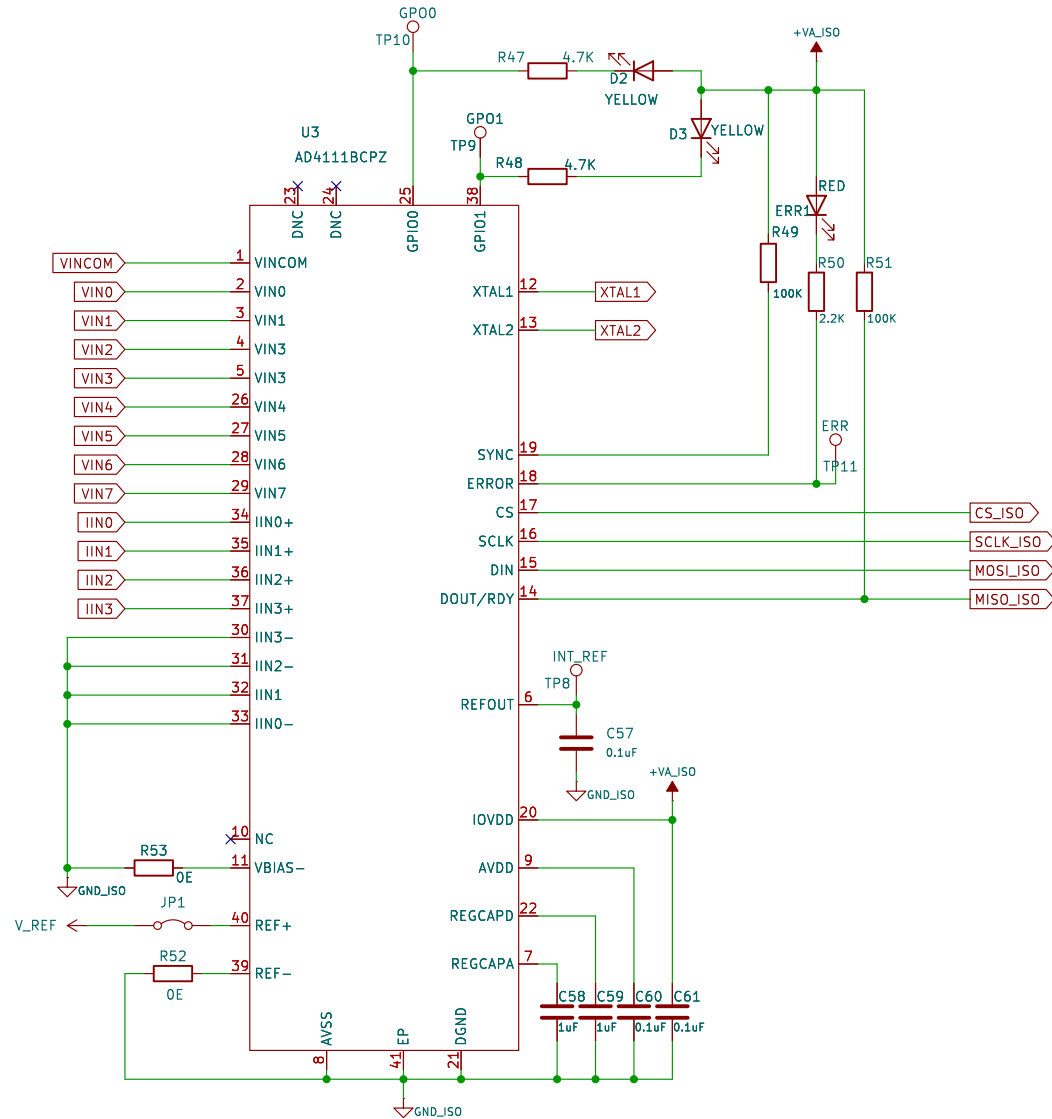 GPO0
TP10
R47 4.7K
D2
YELLOW
+VA_ISO
GPO1
TP9
D3 YELLOW
R48 4.7K
U3
AD4111BCPZ
23 24 25 38
DNC DNC GPIO0 GPIO1
RED
ERR1
R49
100K
R50
2.2K
R51
100K
VINCOM 1 VINCOM
VIN0 2 VIN0
VIN1 3 VIN1
VIN2 4 VIN3
VIN3 5 VIN3
VIN4 26 VIN4
VIN5 27 VIN5
VIN6 28 VIN6
VIN7 29 VIN7
IIN0 34 IIN0+
IIN1 35 IIN1+
IIN2 36 IIN2+
IIN3 37 IIN3+
30 IIN3-
31 IIN2-
32 IIN1
33 IIN0-
10 NC
R53
0E
11 VBIAS-
GND_ISO
JP1
V_REF
40 REF+
R52
0E
39 REF-
XTAL1 12 XTAL1
XTAL2 13 XTAL2
SYNC 19
ERR
TP11
ERROR 18
CS 17 CS_ISO
SCLK 16 SCLK_ISO
DIN 15 MOSI_ISO
DOUT/RDY 14 MISO_ISO
INT_REF
TP8
REFOUT 6
C57
0.1uF
GND_ISO
+VA_ISO
IOVDD 20
AVDD 9
REGCAPD 22
REGCAPA 7
C58 C59 C60 C61
1uF 1uF 0.1uF 0.1uF
AVSS EP DGND
8 41 21
GND_ISO